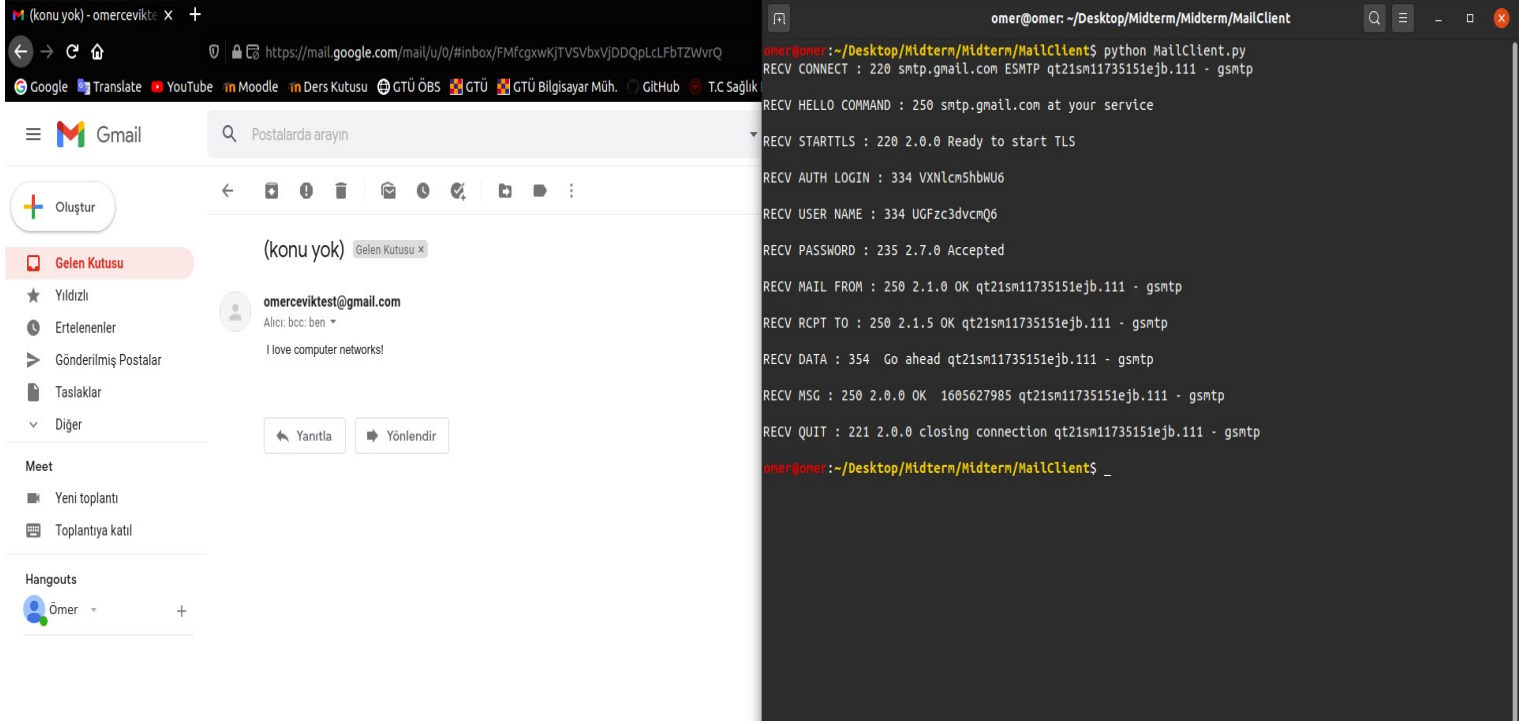 (konu yok) - omercevikte
https://mail.google.com/mail/u/0/#inbox/FMfcgxwKjTVSVbxVjDDQpLcLFbTZWvrQ
Google Translate YouTube Moodle Ders Kutusu GTÜ ÖBS GTÜ GTÜ Bilgisayar Müh. GitHub T.C Sağlık
Gmail
Postalarda arayın
Oluştur
Gelen Kutusu
Yıldızlı
Ertelenenler
Gönderilmiş Postalar
Taslaklar
Diğer
Meet
Yeni toplantı
Toplantıya katıl
Hangouts
Ömer
(konu yok) Gelen Kutusu x
omerceviktest@gmail.com
Alıcı: bcc: ben
I love computer networks!
Yanıtla Yönlendir
omer@omer: ~/Desktop/Midterm/Midterm/MailClient
omer@omer:~/Desktop/Midterm/Midterm/MailClient$ python MailClient.py
RECV CONNECT : 220 smtp.gmail.com ESMTP qt21sm11735151ejb.111 - gsmtp
RECV HELLO COMMAND : 250 smtp.gmail.com at your service
RECV STARTTLS : 220 2.0.0 Ready to start TLS
RECV AUTH LOGIN : 334 VXNlcm5hbWU6
RECV USER NAME : 334 UGFzc3dvcmQ6
RECV PASSWORD : 235 2.7.0 Accepted
RECV MAIL FROM : 250 2.1.0 OK qt21sm11735151ejb.111 - gsmtp
RECV RCPT TO : 250 2.1.5 OK qt21sm11735151ejb.111 - gsmtp
RECV DATA : 354  Go ahead qt21sm11735151ejb.111 - gsmtp
RECV MSG : 250 2.0.0 OK  1605627985 qt21sm11735151ejb.111 - gsmtp
RECV QUIT : 221 2.0.0 closing connection qt21sm11735151ejb.111 - gsmtp
omer@omer:~/Desktop/Midterm/Midterm/MailClient$ _